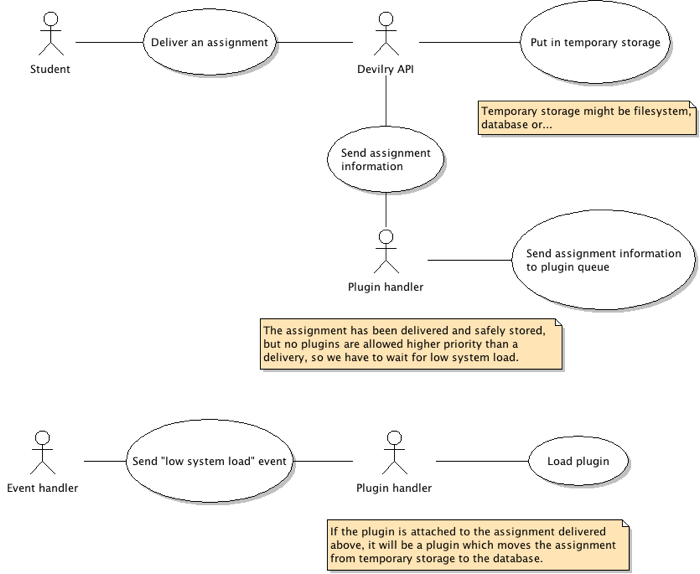 Deliver an assignment
Put in temporary storage
Student
Devilry API
Temporary storage might be filesystem,
database or...
Send assignment
information
Send assignment information
to plugin queue
Plugin handler
The assignment has been delivered and safely stored,
but no plugins are allowed higher priority than a
delivery, so we have to wait for low system load.
Send "low system load" event
Load plugin
Event handler
Plugin handler
If the plugin is attached to the assignment delivered
above, it will be a plugin which moves the assignment
from temporary storage to the database.